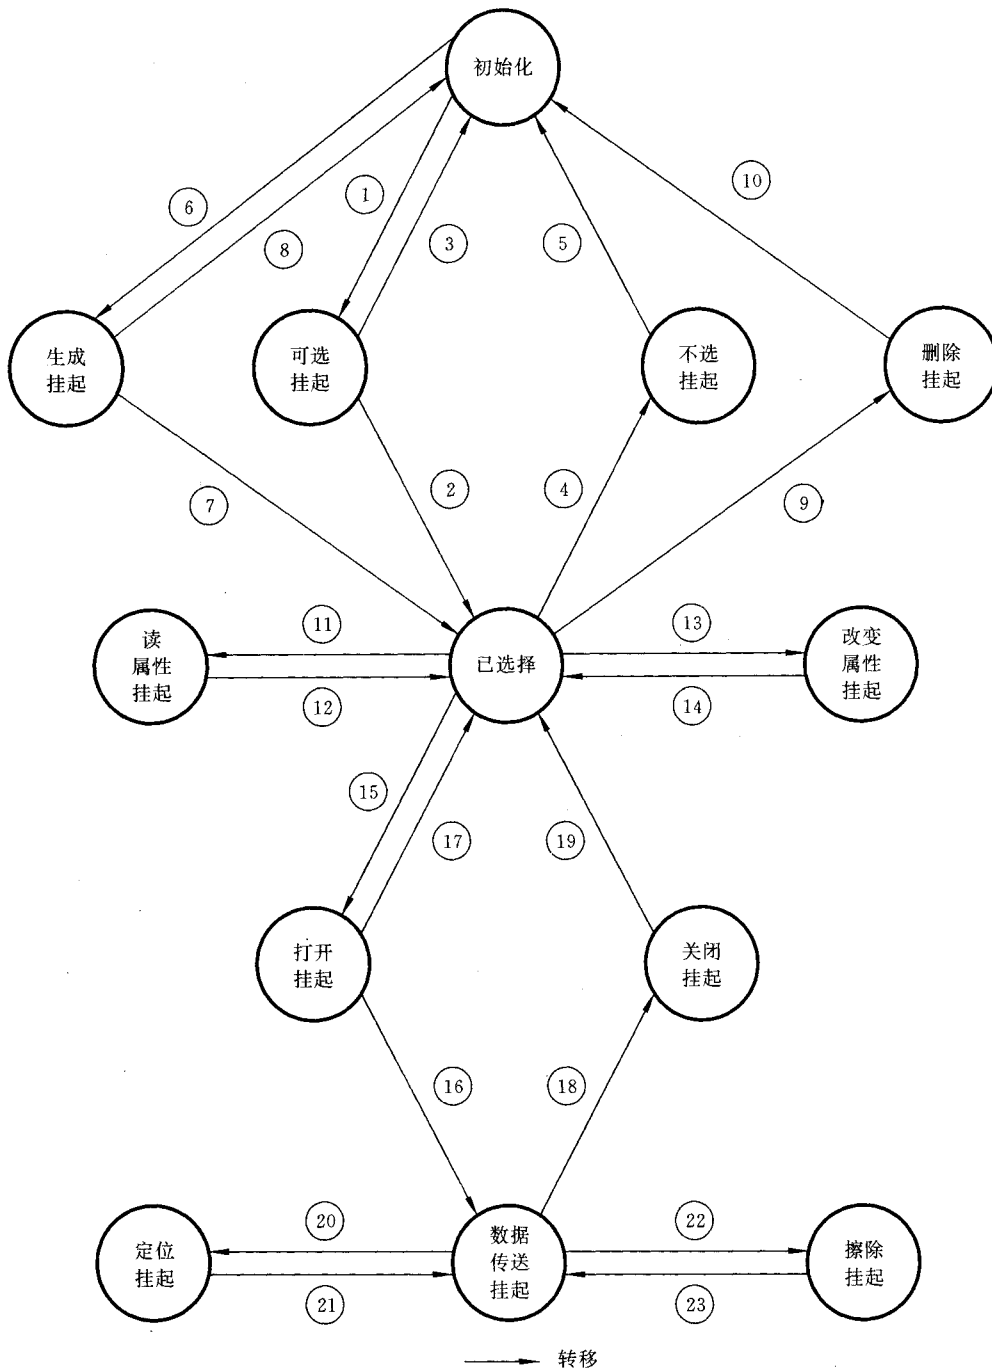 初始化
6
1
8
3
5
10
生成
挂起
可选
挂起
不选
挂起
删除
挂起
7
2
4
9
读
属性
挂起
11
12
已选择
13
14
改变
属性
挂起
15
17
19
打开
挂起
关闭
挂起
16
18
定位
挂起
20
21
数据
传送
挂起
22
23
擦除
挂起
转移